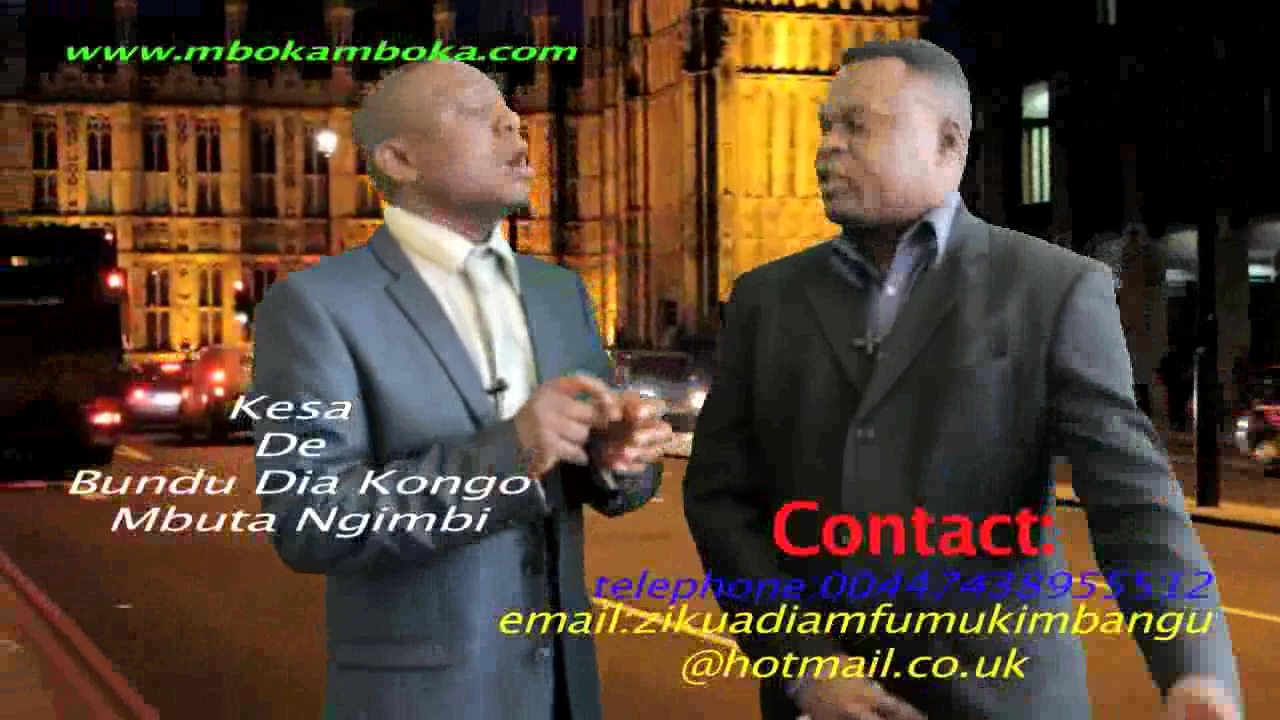 www.mbokamboka.com
Kesa
De
Bundu Dia Kongo
Mbuta Ngimbi
Contact:
telephone 00447438955512
email:zikuadiamfumukimbangu
@hotmail.co.uk